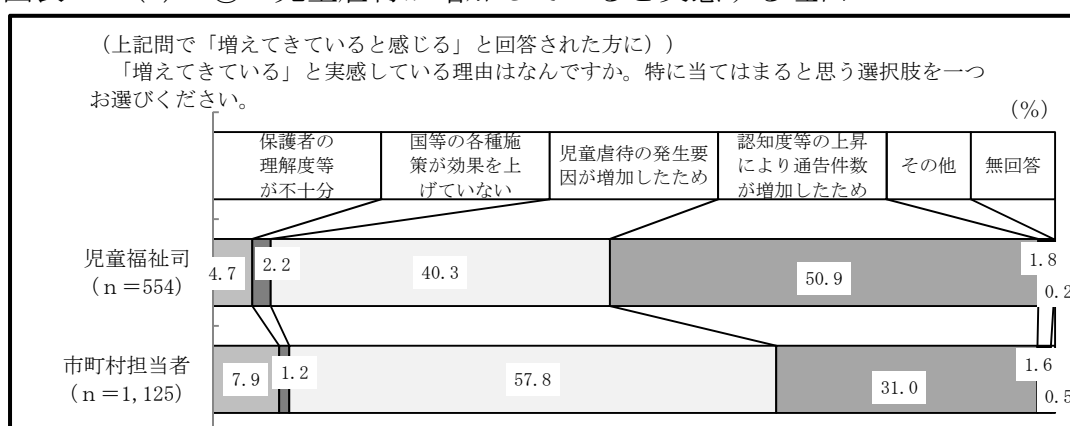 （上記問で「増えてきていると感じる」と回答された方に））
「増えてきている」と実感している理由はなんですか。特に当てはまると思う選択肢を一つ
お選びください。
（%）
保護者の
理解度等
が不十分
国等の各種施
策が効果を上
げていない
児童虐待の発生要
因が増加したため
認知度等の上昇
により通告件数
が増加したため
その他
無回答
児童福祉司
（ｎ＝554）
4.7
2.2
40.3
50.9
1.8
0.2
市町村担当者
（ｎ＝1,125）
7.9
1.2
57.8
31.0
1.6
0.5